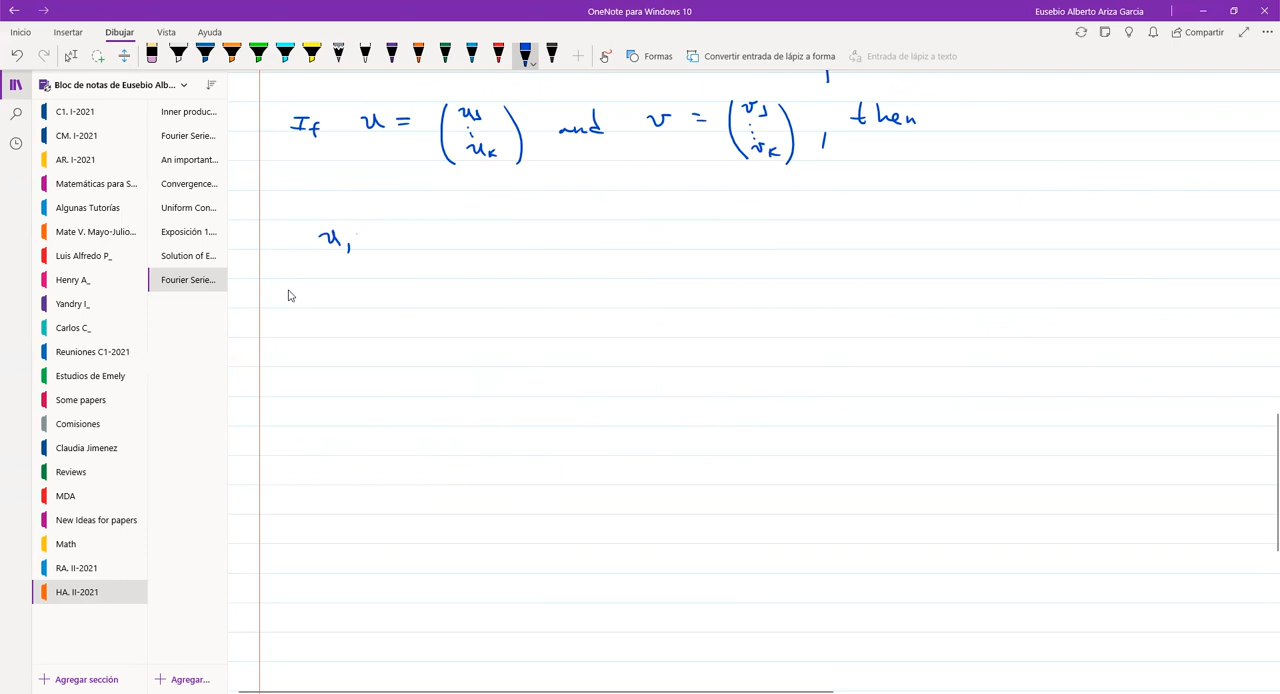 OneNote para Windows 10
Eusebio Alberto Ariza Garcia
Inicio Insertar Dibujar Vista Ayuda
Compartir
Formas Convertir entrada de lápiz a forma Entrada de lápiz a texto
Bloc de notas de Eusebio Alb...
C1. I-2021
CM. I-2021
AR. I-2021
Matemáticas para S...
Algunas Tutorías
Mate V. Mayo-Julio...
Luis Alfredo P_
Henry A_
Yandry I_
Carlos C_
Reuniones C1-2021
Estudios de Emely
Some papers
Comisiones
Claudia Jimenez
Reviews
MDA
New Ideas for papers
Math
RA. II-2021
HA. II-2021
Agregar sección
Inner produc...
Fourier Serie...
An important...
Convergence...
Uniform Con...
Exposición 1....
Solution of E...
Fourier Serie...
Agregar...
If u = (u₁ ⋮ u_k) and v = (v₁ ⋮ v_k), then
u,